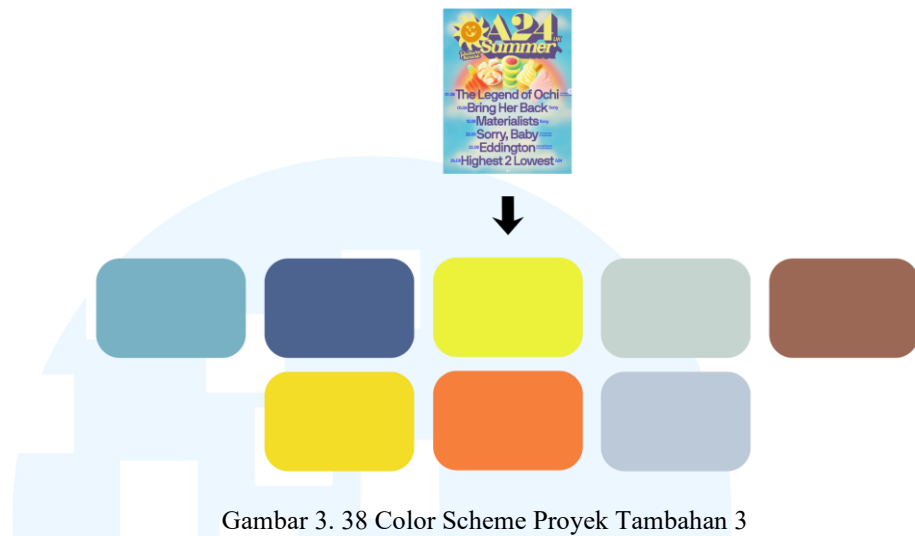 A24
Summer
The Legend of Ochi
Bring Her Back
Materialists
Sorry, Baby
Eddington
Highest 2 Lowest
Gambar 3. 38 Color Scheme Proyek Tambahan 3